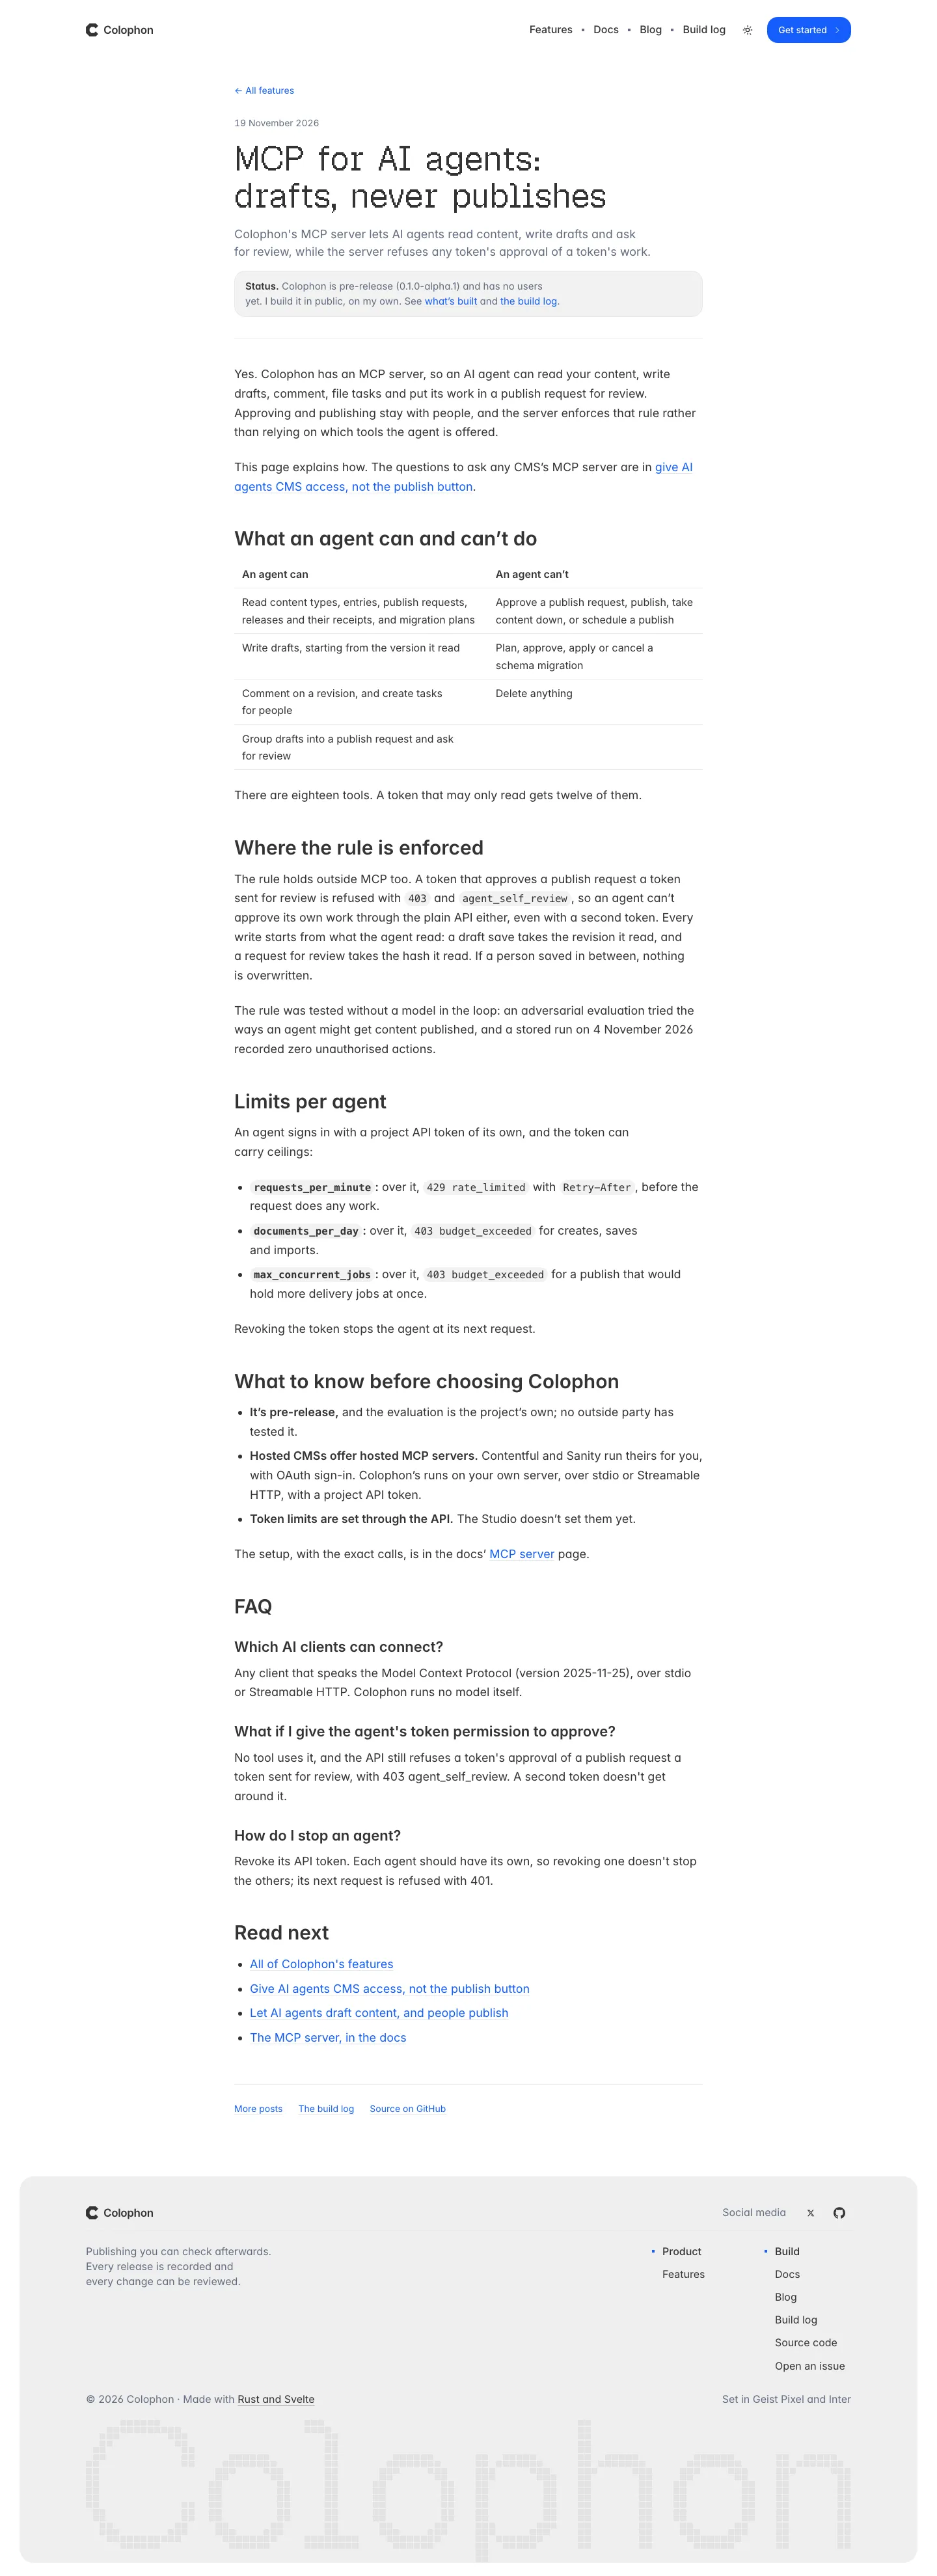 Colophon
Features • Docs • Blog • Build log
Get started
← All features
19 November 2026
MCP for AI agents:
drafts, never publishes
Colophon's MCP server lets AI agents read content, write drafts and ask
for review, while the server refuses any token's approval of a token's work.
Status. Colophon is pre-release (0.1.0-alpha.1) and has no users
yet. I build it in public, on my own. See what’s built and the build log.
Yes. Colophon has an MCP server, so an AI agent can read your content, write
drafts, comment, file tasks and put its work in a publish request for review.
Approving and publishing stay with people, and the server enforces that rule rather
than relying on which tools the agent is offered.
This page explains how. The questions to ask any CMS’s MCP server are in give AI
agents CMS access, not the publish button.
What an agent can and can’t do
An agent can An agent can’t
Read content types, entries, publish requests,
releases and their receipts, and migration plans
Approve a publish request, publish, take
content down, or schedule a publish
Write drafts, starting from the version it read
Plan, approve, apply or cancel a
schema migration
Comment on a revision, and create tasks
for people
Delete anything
Group drafts into a publish request and ask
for review
There are eighteen tools. A token that may only read gets twelve of them.
Where the rule is enforced
The rule holds outside MCP too. A token that approves a publish request a token
sent for review is refused with 403 and agent_self_review, so an agent can’t
approve its own work through the plain API either, even with a second token. Every
write starts from what the agent read: a draft save takes the revision it read, and
a request for review takes the hash it read. If a person saved in between, nothing
is overwritten.
The rule was tested without a model in the loop: an adversarial evaluation tried the
ways an agent might get content published, and a stored run on 4 November 2026
recorded zero unauthorised actions.
Limits per agent
An agent signs in with a project API token of its own, and the token can
carry ceilings:
• requests_per_minute: over it, 429 rate_limited with Retry-After, before the
request does any work.
• documents_per_day: over it, 403 budget_exceeded for creates, saves
and imports.
• max_concurrent_jobs: over it, 403 budget_exceeded for a publish that would
hold more delivery jobs at once.
Revoking the token stops the agent at its next request.
What to know before choosing Colophon
• It’s pre-release, and the evaluation is the project’s own; no outside party has
tested it.
• Hosted CMSs offer hosted MCP servers. Contentful and Sanity run theirs for you,
with OAuth sign-in. Colophon’s runs on your own server, over stdio or Streamable
HTTP, with a project API token.
• Token limits are set through the API. The Studio doesn’t set them yet.
The setup, with the exact calls, is in the docs’ MCP server page.
FAQ
Which AI clients can connect?
Any client that speaks the Model Context Protocol (version 2025-11-25), over stdio
or Streamable HTTP. Colophon runs no model itself.
What if I give the agent's token permission to approve?
No tool uses it, and the API still refuses a token's approval of a publish request a
token sent for review, with 403 agent_self_review. A second token doesn't get
around it.
How do I stop an agent?
Revoke its API token. Each agent should have its own, so revoking one doesn't stop
the others; its next request is refused with 401.
Read next
• All of Colophon's features
• Give AI agents CMS access, not the publish button
• Let AI agents draft content, and people publish
• The MCP server, in the docs
More posts The build log Source on GitHub
Colophon
Social media
Publishing you can check afterwards.
Every release is recorded and
every change can be reviewed.
Product
Features
Build
Docs
Blog
Build log
Source code
Open an issue
© 2026 Colophon · Made with Rust and Svelte
Set in Geist Pixel and Inter
Colophon